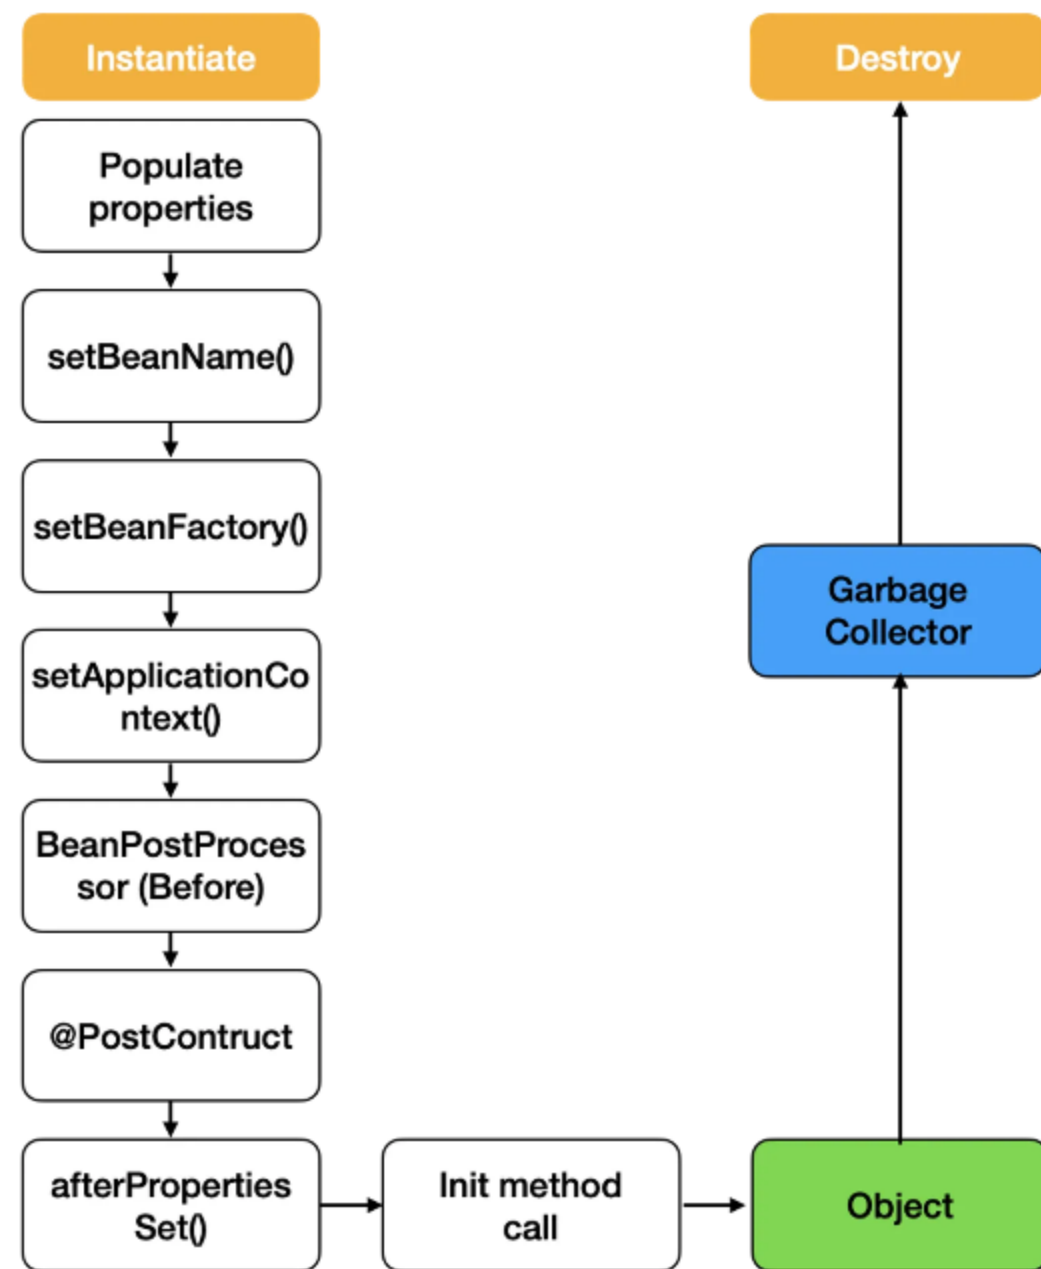 Instantiate
Destroy
Populate
properties
setBeanName()
setBeanFactory()
setApplicationCo
ntext()
BeanPostProces
sor (Before)
@PostContruct
afterProperties
Set()
Init method
call
Object
Garbage
Collector